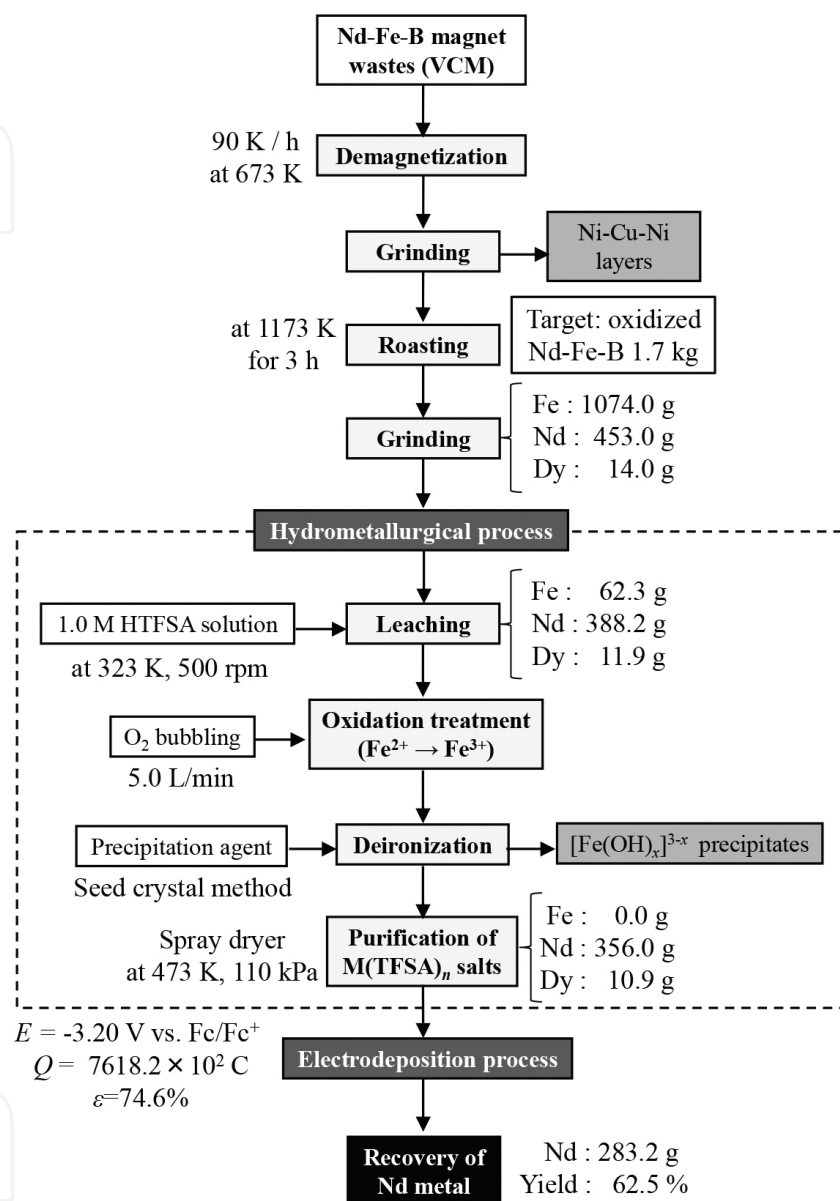 Nd-Fe-B magnet
wastes (VCM)
90 K / h
at 673 K
Demagnetization
Grinding
Ni-Cu-Ni
layers
at 1173 K
for 3 h
Roasting
Target: oxidized
Nd-Fe-B 1.7 kg
Grinding
Fe : 1074.0 g
Nd : 453.0 g
Dy : 14.0 g
Hydrometallurgical process
1.0 M HTFSA solution
at 323 K, 500 rpm
Leaching
Fe : 62.3 g
Nd : 388.2 g
Dy : 11.9 g
O₂ bubbling
5.0 L/min
Oxidation treatment
(Fe²⁺ → Fe³⁺)
Precipitation agent
Seed crystal method
Deironization
[Fe(OH)ₓ]³⁻ˣ precipitates
Spray dryer
at 473 K, 110 kPa
Purification of
M(TFSA)ₙ salts
Fe : 0.0 g
Nd : 356.0 g
Dy : 10.9 g
E = -3.20 V vs. Fc/Fc⁺
Q = 7618.2 × 10² C
ε=74.6%
Electrodeposition process
Recovery of
Nd metal
Nd : 283.2 g
Yield : 62.5 %